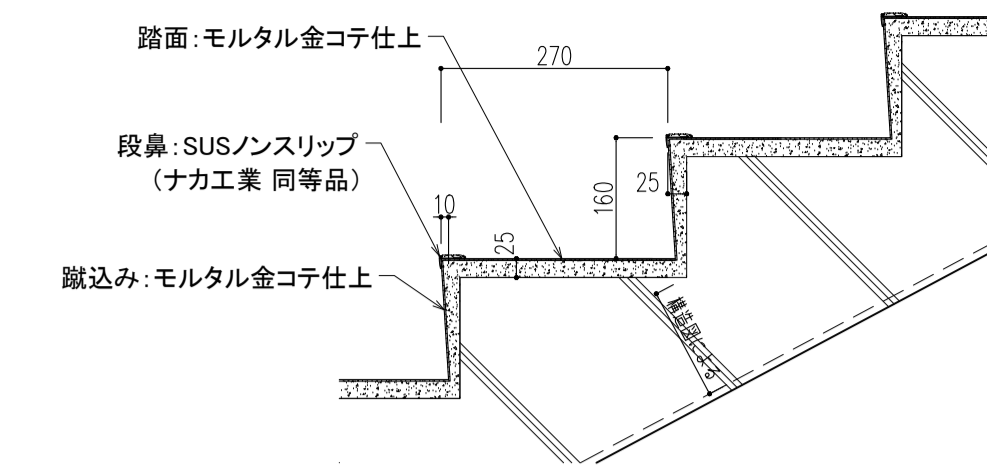 踏面:モルタル金コテ仕上
270
段鼻:SUSノンスリップ
(ナカ工業 同等品)
10
25
160
25
蹴込み:モルタル金コテ仕上
構造図による